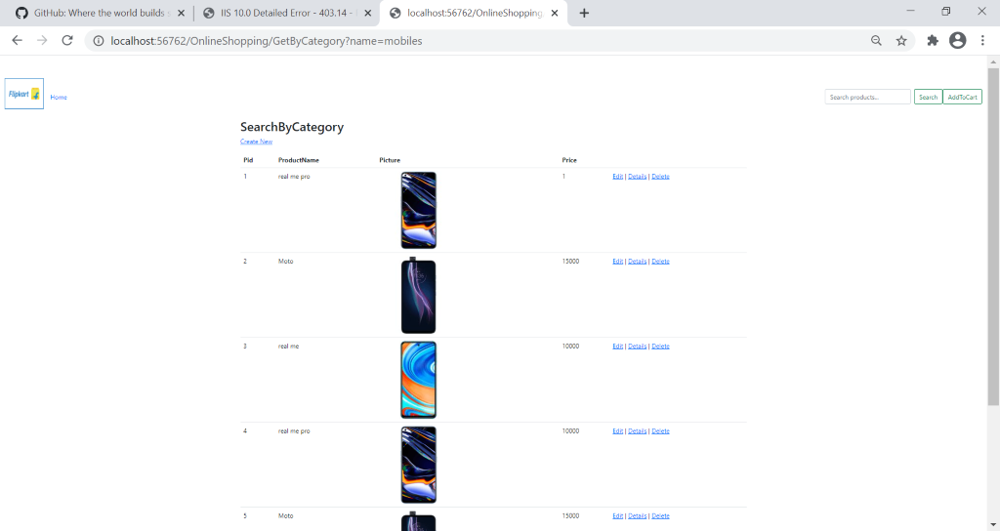 GitHub: Where the world builds s
IIS 10.0 Detailed Error - 403.14 -
localhost:56762/OnlineShopping
localhost:56762/OnlineShopping/GetByCategory?name=mobiles
Flipkart
Home
Search products..
Search
AddToCart
SearchByCategory
Create New
Pid ProductName Picture Price
1 real me pro 1 Edit | Details | Delete
2 Moto 15000 Edit | Details | Delete
3 real me 10000 Edit | Details | Delete
4 real me pro 10000 Edit | Details | Delete
5 Moto 15000 Edit | Details | Delete